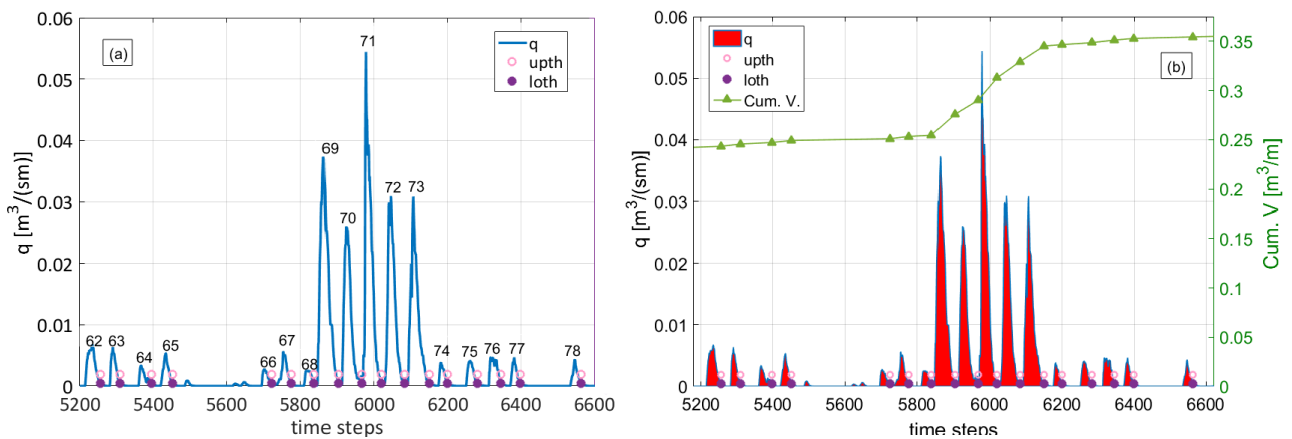 0.06
0.05
0.04
0.03
0.02
0.01
0
q [m³/(sm)]
(a)
q
upth
loth
62 63 64 65 66 67 68 69 70 71 72 73 74 75 76 77 78
5200 5400 5600 5800 6000 6200 6400 6600
time steps
0.06
0.05
0.04
0.03
0.02
0.01
0
q [m³/(sm)]
q
upth
loth
Cum. V.
(b)
0.35
0.3
0.25
0.2
0.15
0.1
0.05
0
Cum. V [m³/m]
5200 5400 5600 5800 6000 6200 6400 6600
time steps